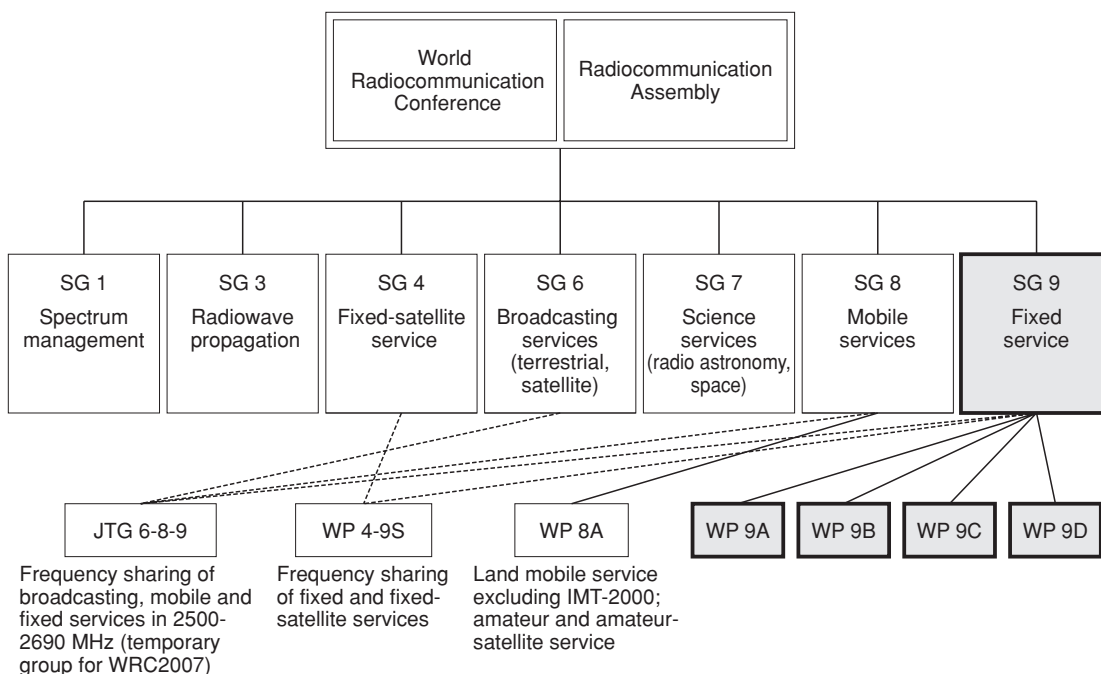 World
Radiocommunication
Conference
Radiocommunication
Assembly
SG 1
Spectrum
management
SG 3
Radiowave
propagation
SG 4
Fixed-satellite
service
SG 6
Broadcasting
services
(terrestrial,
satellite)
SG 7
Science
services
(radio astronomy,
space)
SG 8
Mobile
services
SG 9
Fixed
service
JTG 6-8-9
Frequency sharing of
broadcasting, mobile and
fixed services in 2500-
2690 MHz (temporary
group for WRC2007)
WP 4-9S
Frequency sharing
of fixed and fixed-
satellite services
WP 8A
Land mobile service
excluding IMT-2000;
amateur and amateur-
satellite service
WP 9A
WP 9B
WP 9C
WP 9D